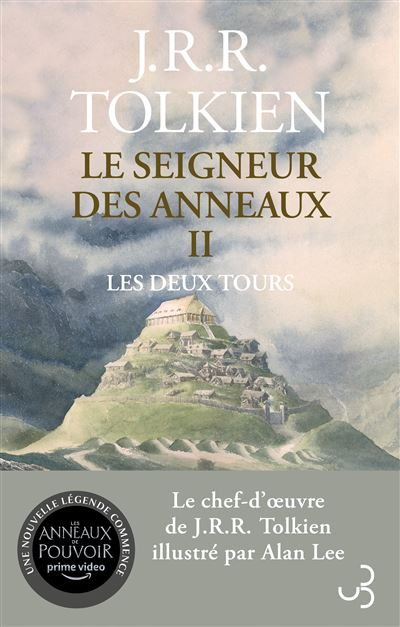 J.R.R.
TOLKIEN
LE SEIGNEUR
DES ANNEAUX
II
LES DEUX TOURS
UNE NOUVELLE LÉGENDE COMMENCE
LES
ANNEAUX
DE
POUVOIR
prime video
Le chef-d'œuvre
de J.R.R. Tolkien
illustré par Alan Lee